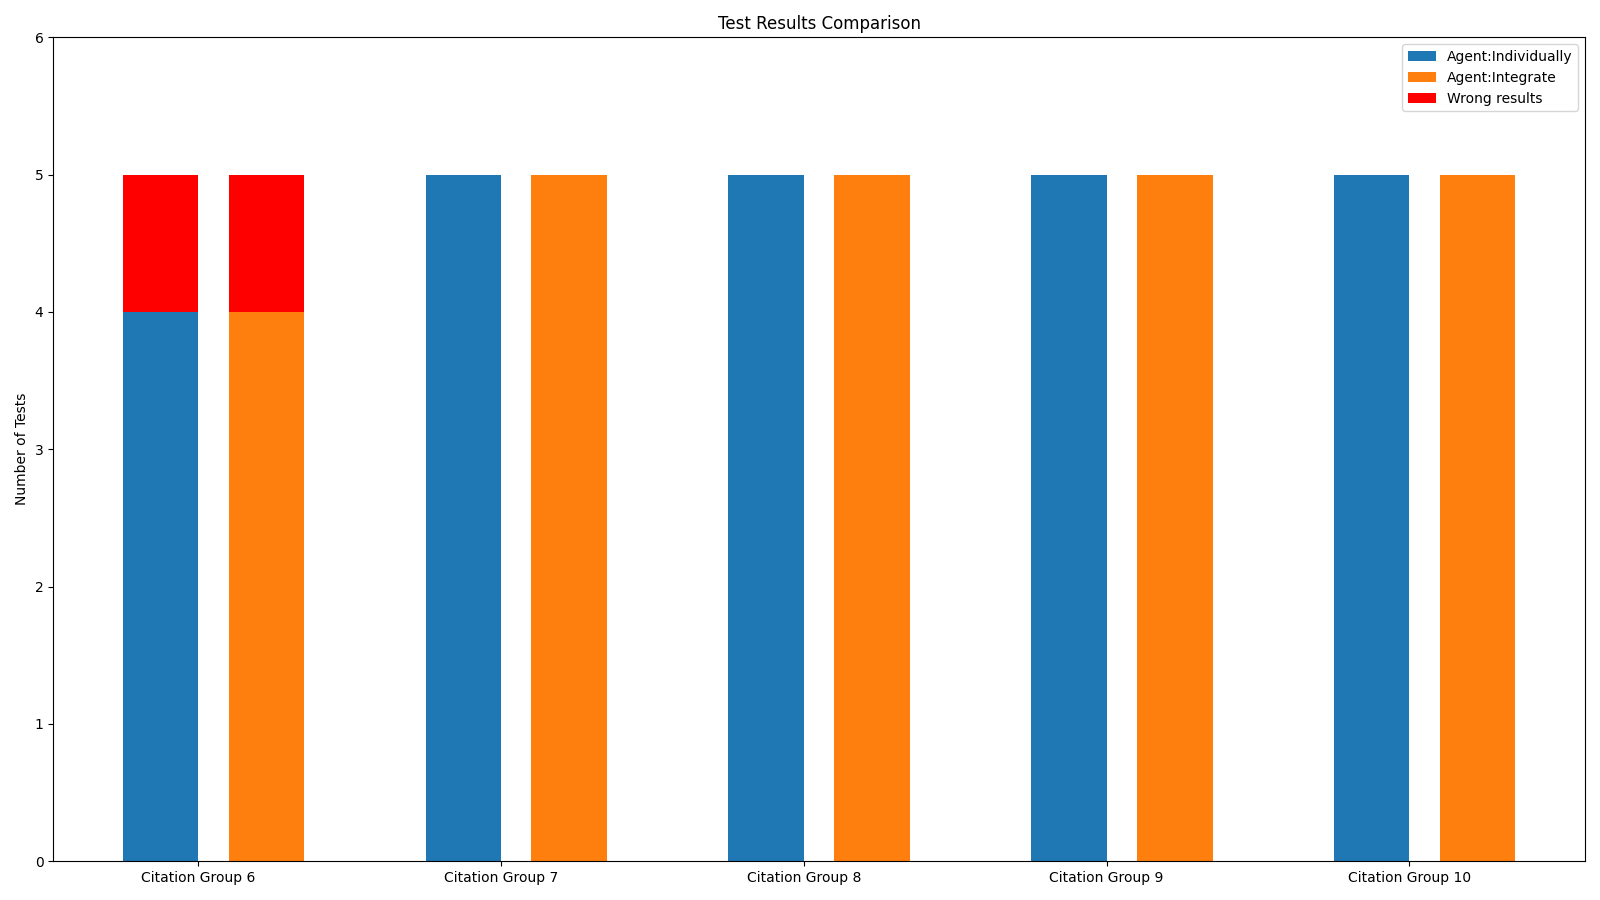 Test Results Comparison
Agent:Individually
Agent:Integrate
Wrong results
Number of Tests
6
5
4
3
2
1
0
Citation Group 6
Citation Group 7
Citation Group 8
Citation Group 9
Citation Group 10